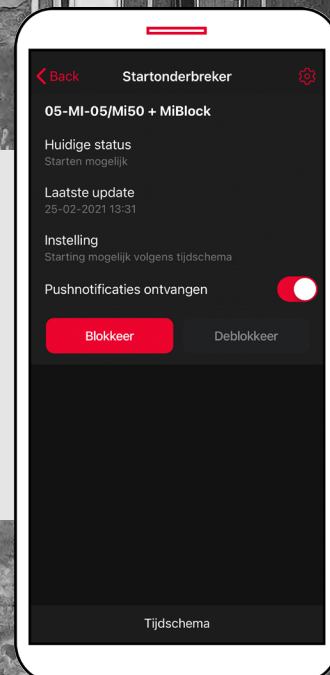 Back
Startonderbreker
05-MI-05/Mi50 + MiBlock
Huidige status
Starten mogelijk
Laatste update
25-02-2021 13:31
Instelling
Starting mogelijk volgens tijdschema
Pushnotificaties ontvangen
Blokkeer
Deblokkeer
Tijdschema